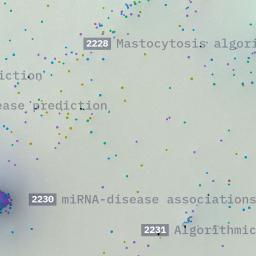 2228 Mastocytosis algori
iction
ease prediction
2230 miRNA-disease associations
2231 Algorithmic